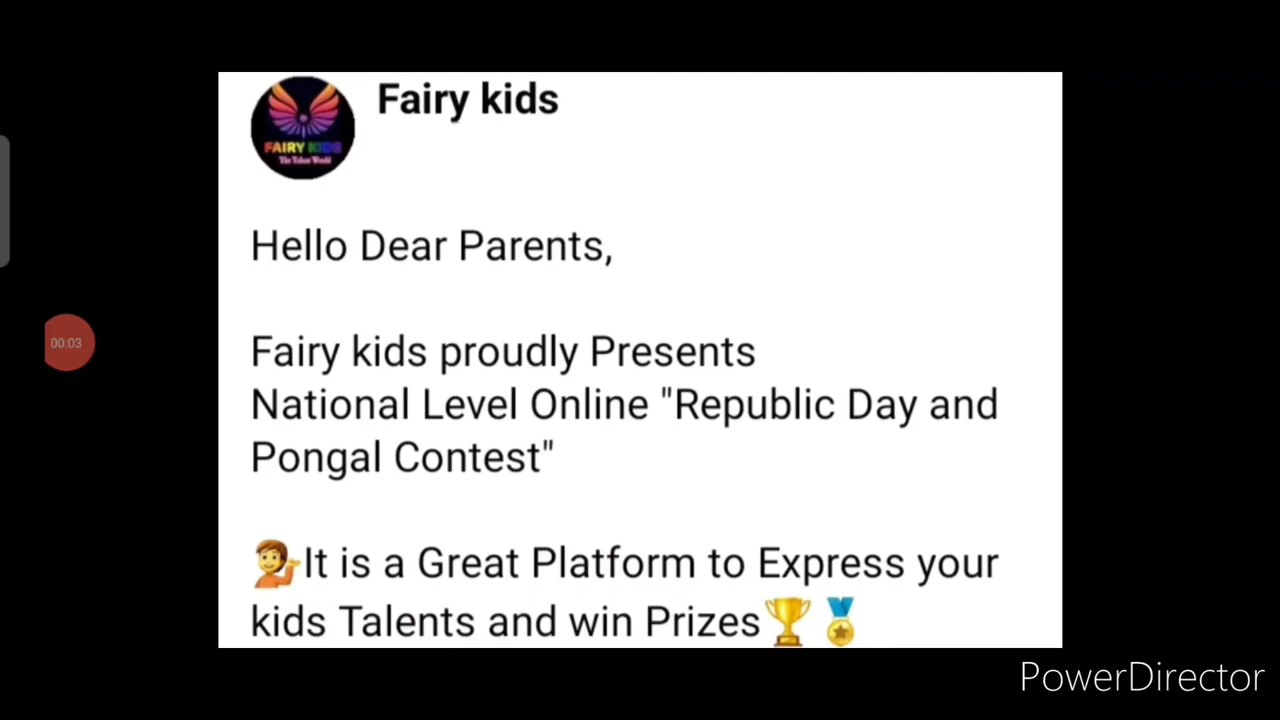 Fairy kids
FAIRY KIDS
Hello Dear Parents,
Fairy kids proudly Presents
National Level Online "Republic Day and
Pongal Contest"
💁It is a Great Platform to Express your
kids Talents and win Prizes🏆🏅
00:03
PowerDirector